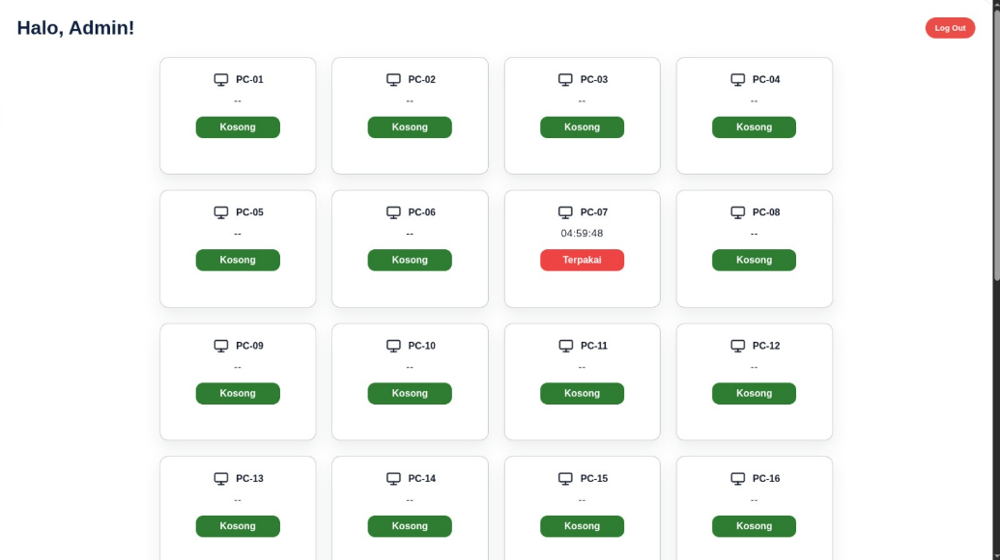 Halo, Admin!
Log Out
PC-01
--
Kosong
PC-02
--
Kosong
PC-03
--
Kosong
PC-04
--
Kosong
PC-05
--
Kosong
PC-06
--
Kosong
PC-07
04:59:48
Terpakai
PC-08
--
Kosong
PC-09
--
Kosong
PC-10
--
Kosong
PC-11
--
Kosong
PC-12
--
Kosong
PC-13
--
Kosong
PC-14
--
Kosong
PC-15
--
Kosong
PC-16
--
Kosong